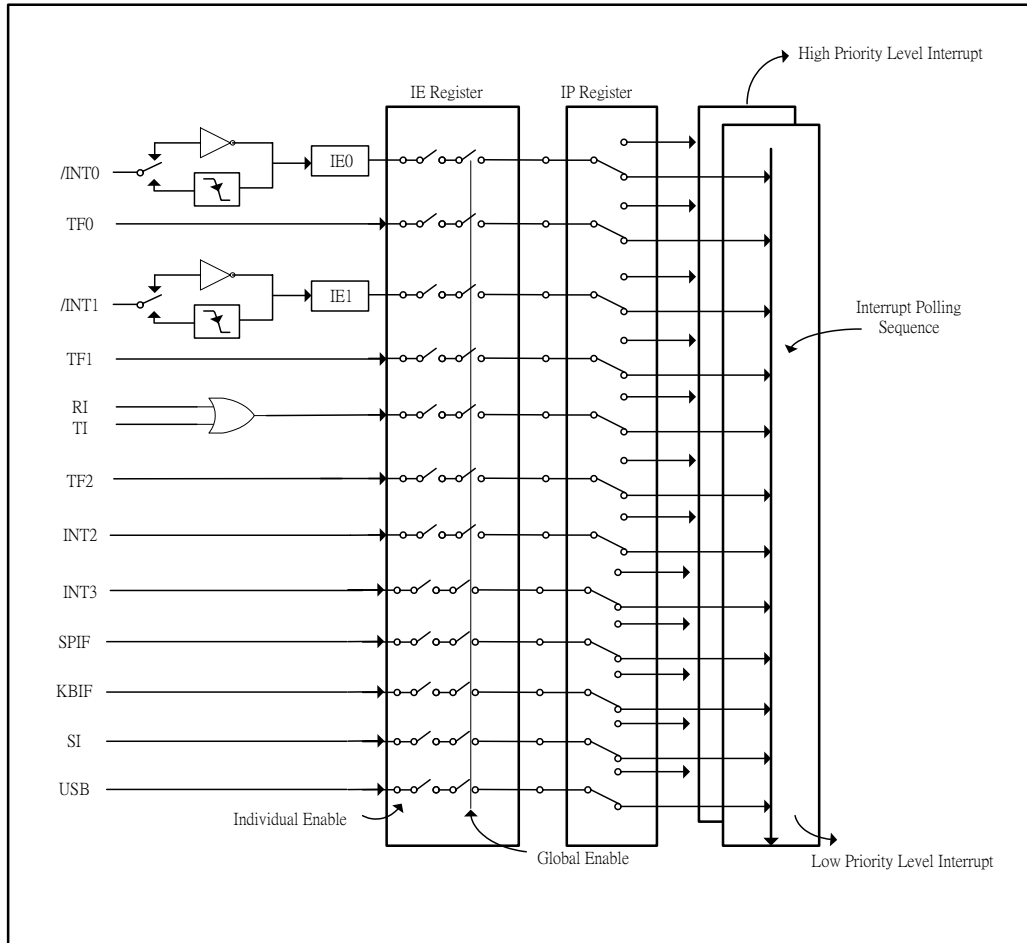 High Priority Level Interrupt
IE Register
IP Register
/INT0
IE0
TF0
/INT1
IE1
Interrupt Polling
Sequence
TF1
RI
TI
TF2
INT2
INT3
SPIF
KBIF
SI
USB
Individual Enable
Global Enable
Low Priority Level Interrupt